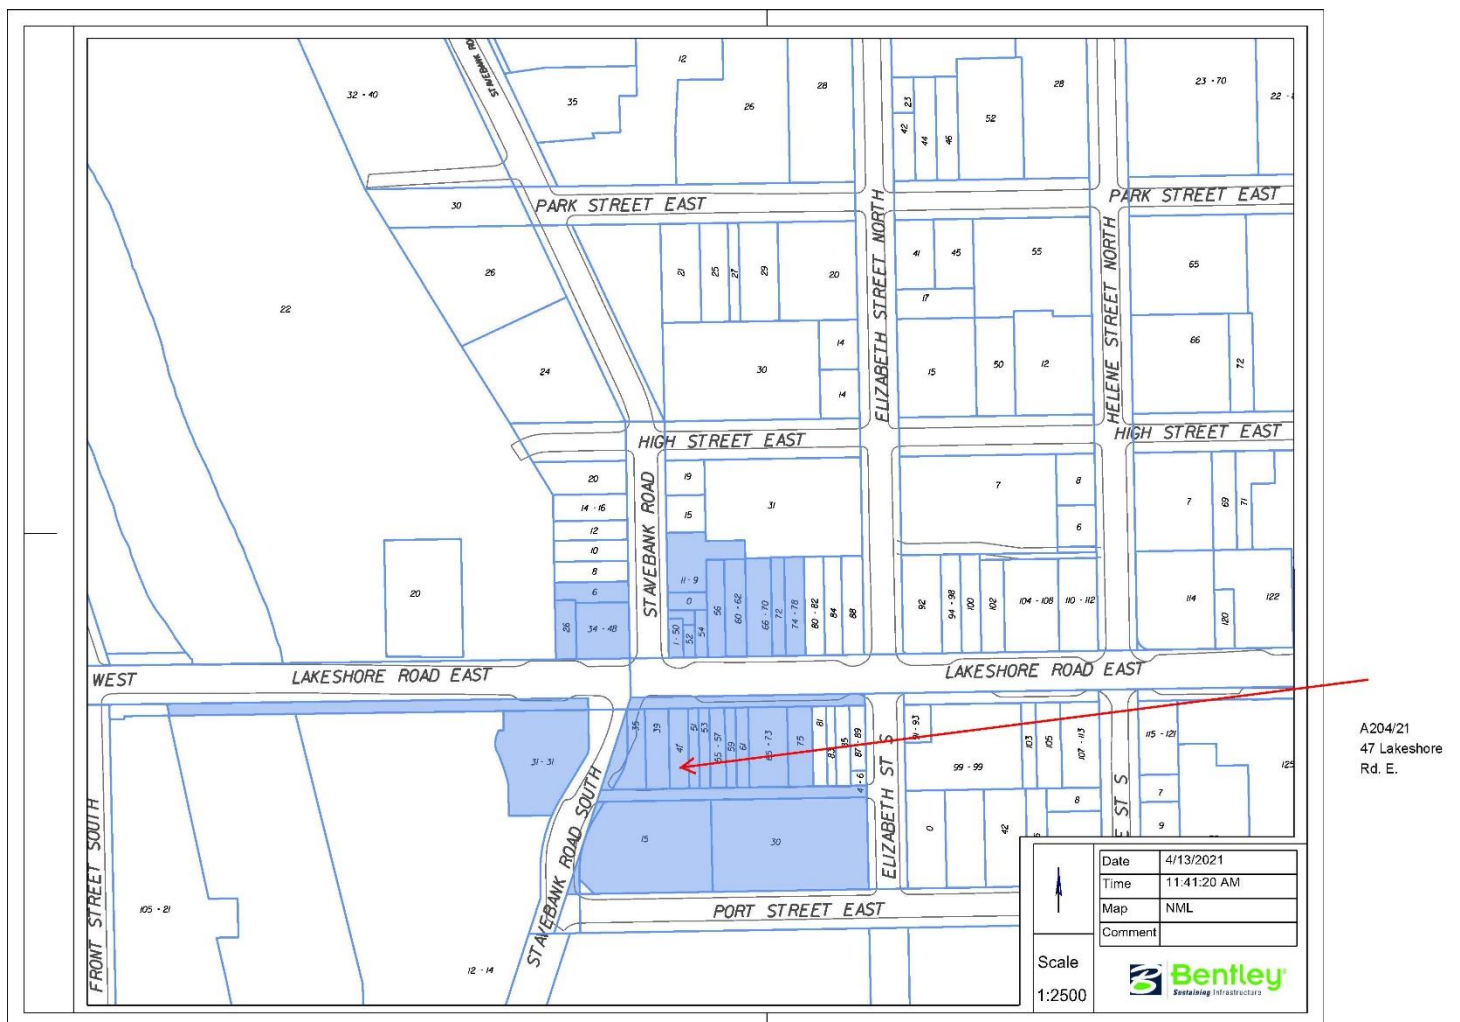 STAVEBANK RO
32 - 40
35
12
26
28
23
42
44
46
52
28
23 - 70
30
PARK STREET EAST
PARK STREET EAST
26
22
24
21
25
27
29
20
30
14
14
ELIZABETH STREET NORTH
41
45
17
55
15
50
12
HELENE STREET NORTH
65
66
72
HIGH STREET EAST
HIGH STREET EAST
20
14 - 16
12
10
8
6
26
34 - 48
20
STAVEBANK ROAD
19
15
31
11 - 9
0
1 - 50
52
54
56
60 - 62
66 - 70
72
74 - 78
80 - 82
84
88
7
8
6
92
94 - 98
100
102
104 - 108
110 - 112
7
69
71
114
120
122
WEST
LAKESHORE ROAD EAST
LAKESHORE ROAD EAST
31 - 31
35
39
47
51
53
55 - 57
59
61
65 - 73
75
81
83
85
87 - 89
4 - 6
91 - 93
99 - 99
103
105
107 - 113
115 - 121
125
7
9
8
0
42
15
30
ELIZABETH ST S
E ST S
FRONT STREET SOUTH
105 - 21
12 - 14
STAVEBANK ROAD SOUTH
PORT STREET EAST
A204/21
47 Lakeshore
Rd. E.
Date 4/13/2021
Time 11:41:20 AM
Map NML
Comment
Scale
1:2500
Bentley
Sustaining Infrastructure